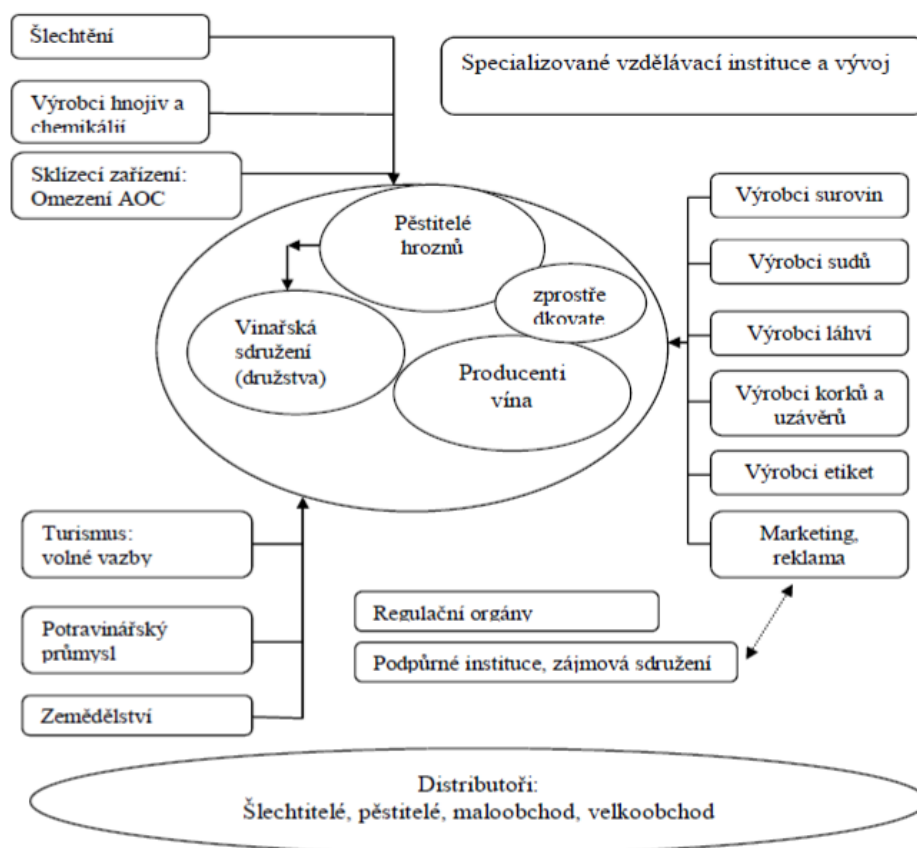 Šlechtění
Specializované vzdělávací instituce a vývoj
Výrobci hnojiv a
chemikálií
Sklízecí zařízení:
Omezení AOC
Pěstitelé
hroznů
zprostře
dkovate
Vinařská
sdružení
(družstva)
Producenti
vína
Výrobci surovin
Výrobci sudů
Výrobci láhví
Výrobci korků a
uzávěrů
Výrobci etiket
Marketing,
reklama
Turismus:
volné vazby
Potravinářský
průmysl
Zemědělství
Regulační orgány
Podpůrné instituce, zájmová sdružení
Distributoři:
Šlechtitelé, pěstitelé, maloobchod, velkoobchod